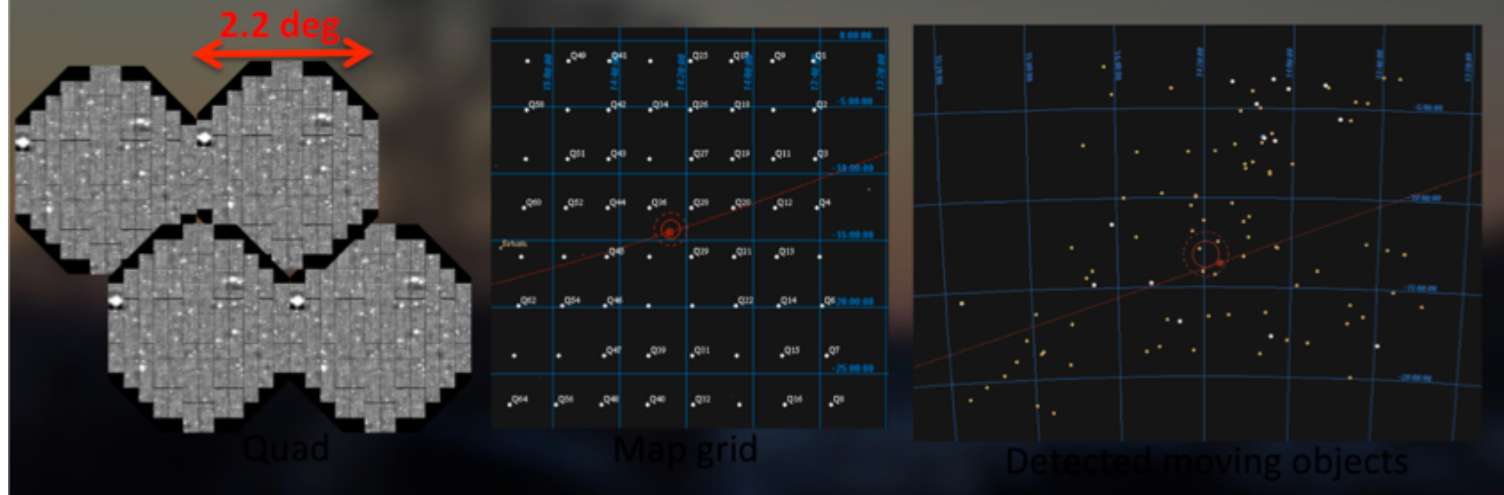 2.2 deg
Quad
Q49 Q41 Q25 Q17 Q9 Q1
0:00:00
Q58 Q42 Q34 Q26 Q18 Q2
-5:00:00
Q51 Q43 Q27 Q19 Q11 Q3
-10:00:00
Q60 Q52 Q44 Q36 Q28 Q20 Q12 Q4
-15:00:00
Q45 Q29 Q21 Q13
Q62 Q54 Q46 Q22 Q14 Q6
-20:00:00
Q47 Q39 Q31 Q15 Q7
-25:00:00
Q64 Q56 Q48 Q40 Q32 Q16 Q8
Map grid
Detected moving objects